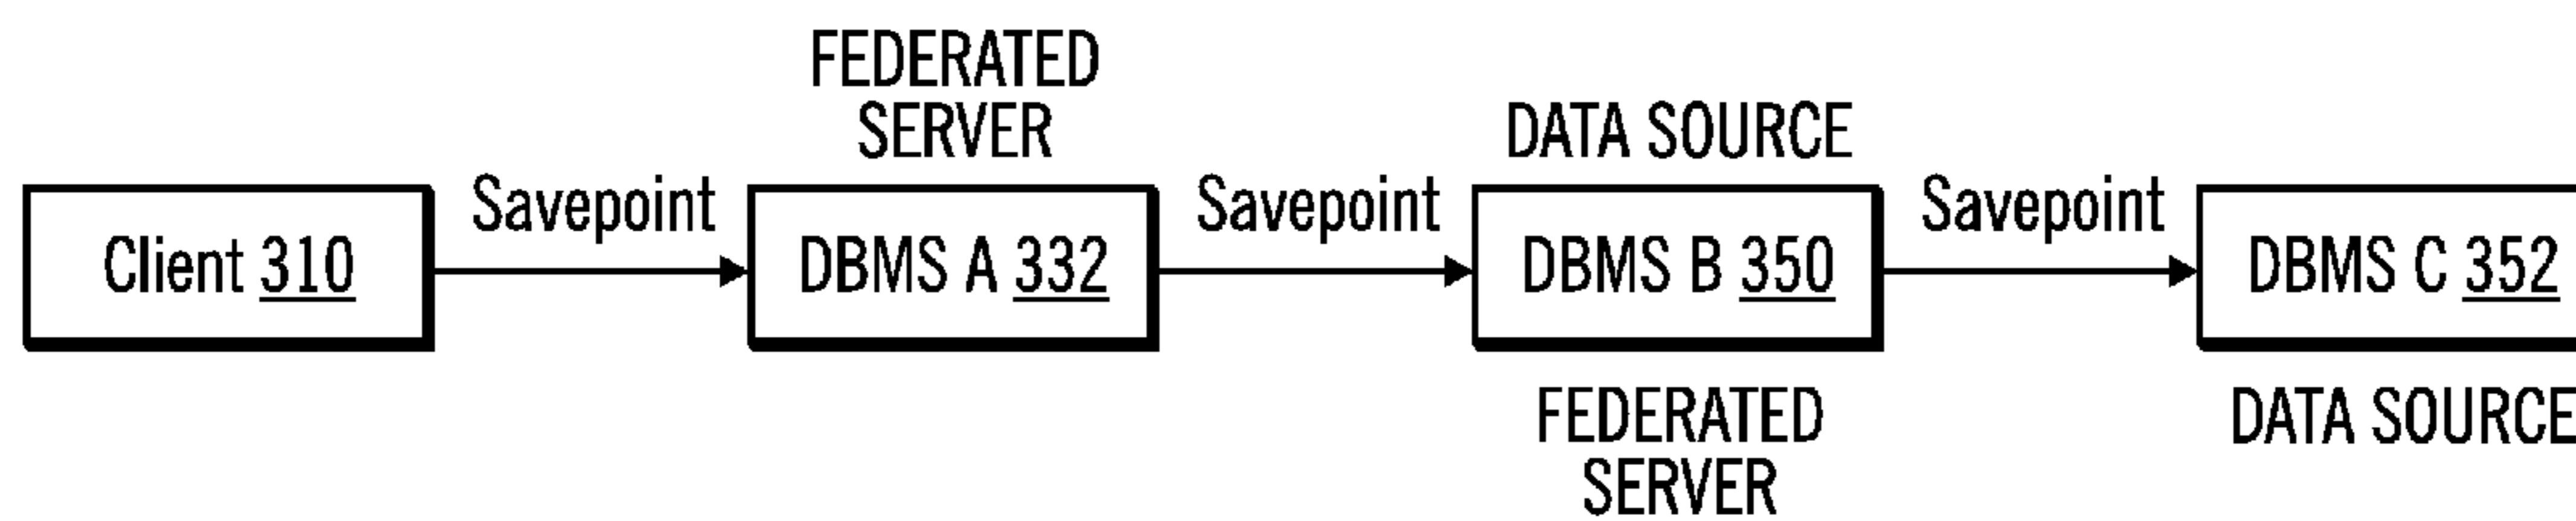 FEDERATED
SERVER
DATA SOURCE
Savepoint
Savepoint
Savepoint
Client 310
DBMS A 332
DBMS B 350
DBMS C 352
FEDERATED
SERVER
DATA SOURCE